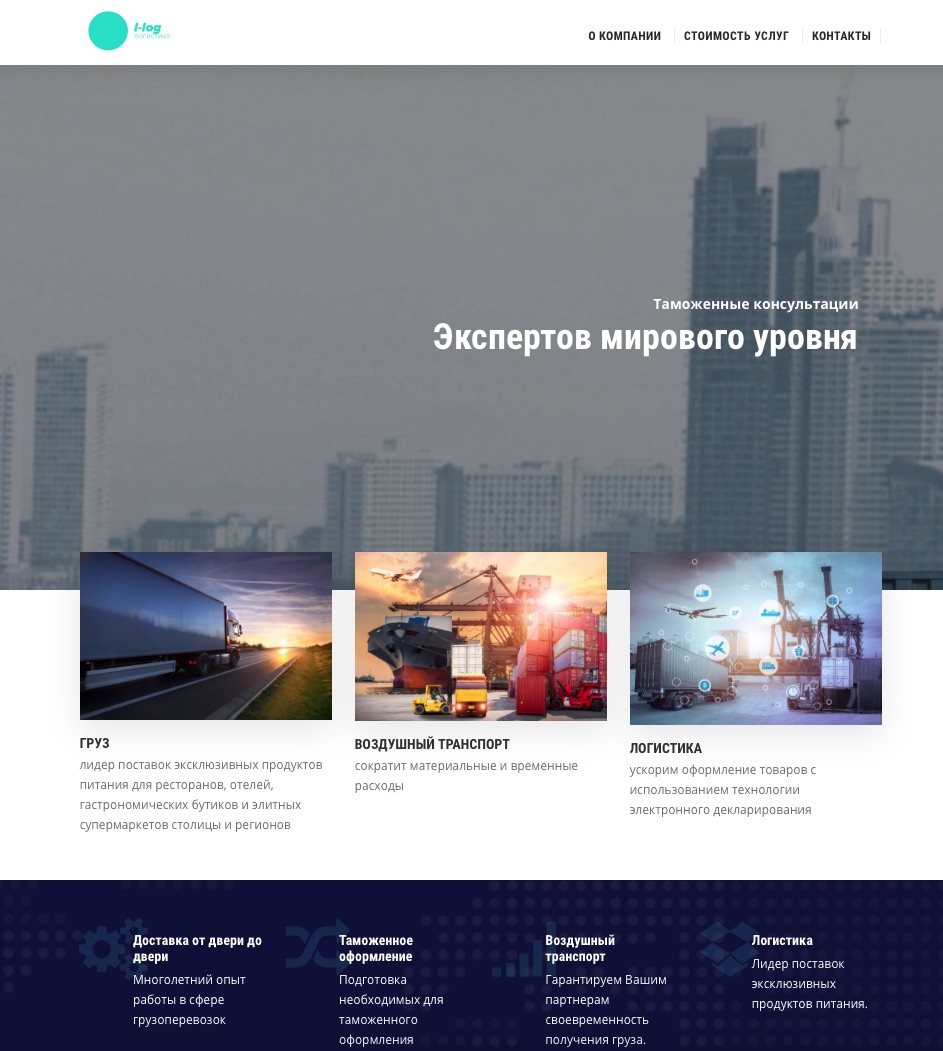 l-log
ЛОГИСТИКА
О КОМПАНИИ СТОИМОСТЬ УСЛУГ КОНТАКТЫ
Таможенные консультации
Экспертов мирового уровня
ГРУЗ
лидер поставок эксклюзивных продуктов
питания для ресторанов, отелей,
гастрономических бутиков и элитных
супермаркетов столицы и регионов
ВОЗДУШНЫЙ ТРАНСПОРТ
сократит материальные и временные
расходы
ЛОГИСТИКА
ускорим оформление товаров с
использованием технологии
электронного декларирования
Доставка от двери до
двери
Многолетний опыт
работы в сфере
грузоперевозок
Таможенное
оформление
Подготовка
необходимых для
таможенного
оформления
Воздушный
транспорт
Гарантируем Вашим
партнерам
своевременность
получения груза.
Логистика
Лидер поставок
эксклюзивных
продуктов питания.